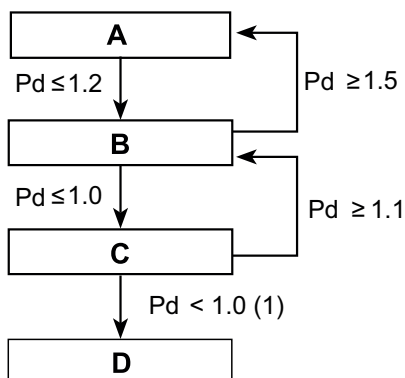 A
Pd ≤1.2
Pd ≥1.5
B
Pd ≤1.0
Pd ≥ 1.1
C
Pd < 1.0 (1)
D